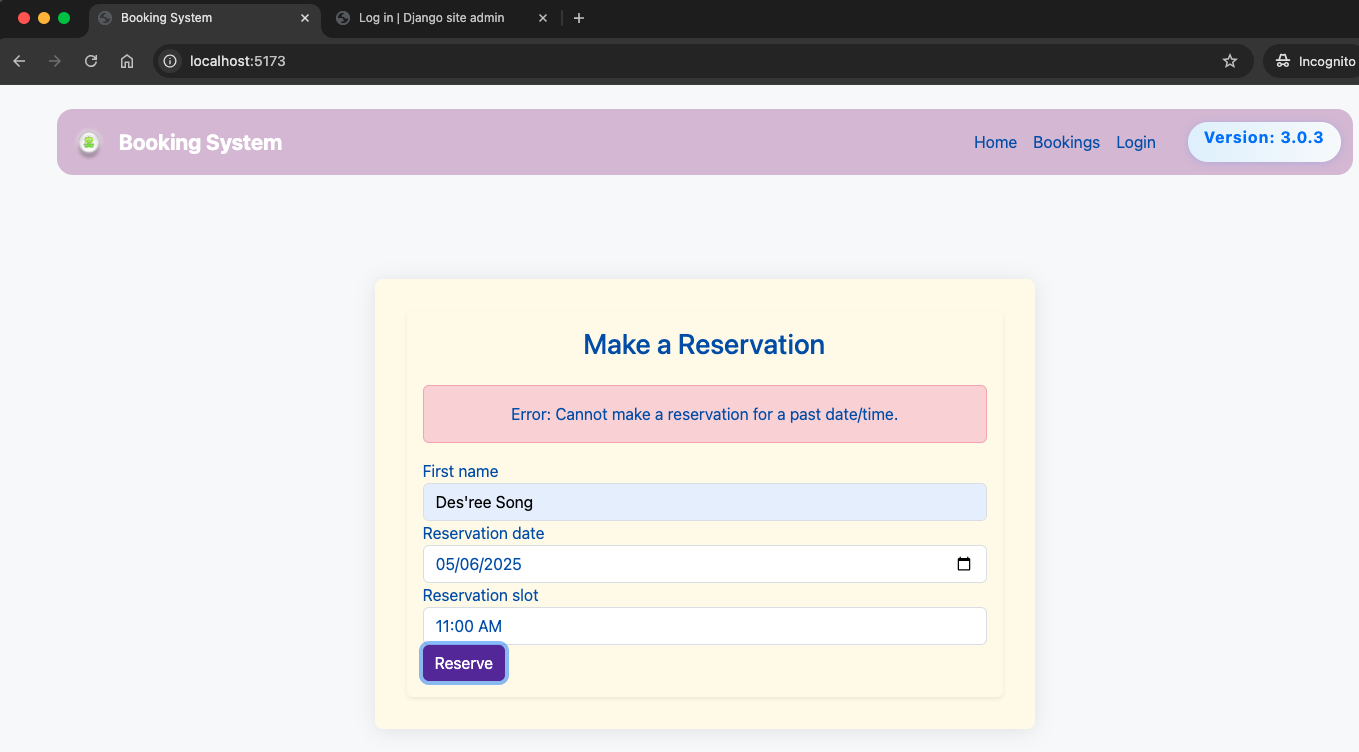 Booking System
Log in | Django site admin
localhost:5173
Incognito
Booking System
Home Bookings Login Version: 3.0.3
Make a Reservation
Error: Cannot make a reservation for a past date/time.
First name
Des'ree Song
Reservation date
05/06/2025
Reservation slot
11:00 AM
Reserve